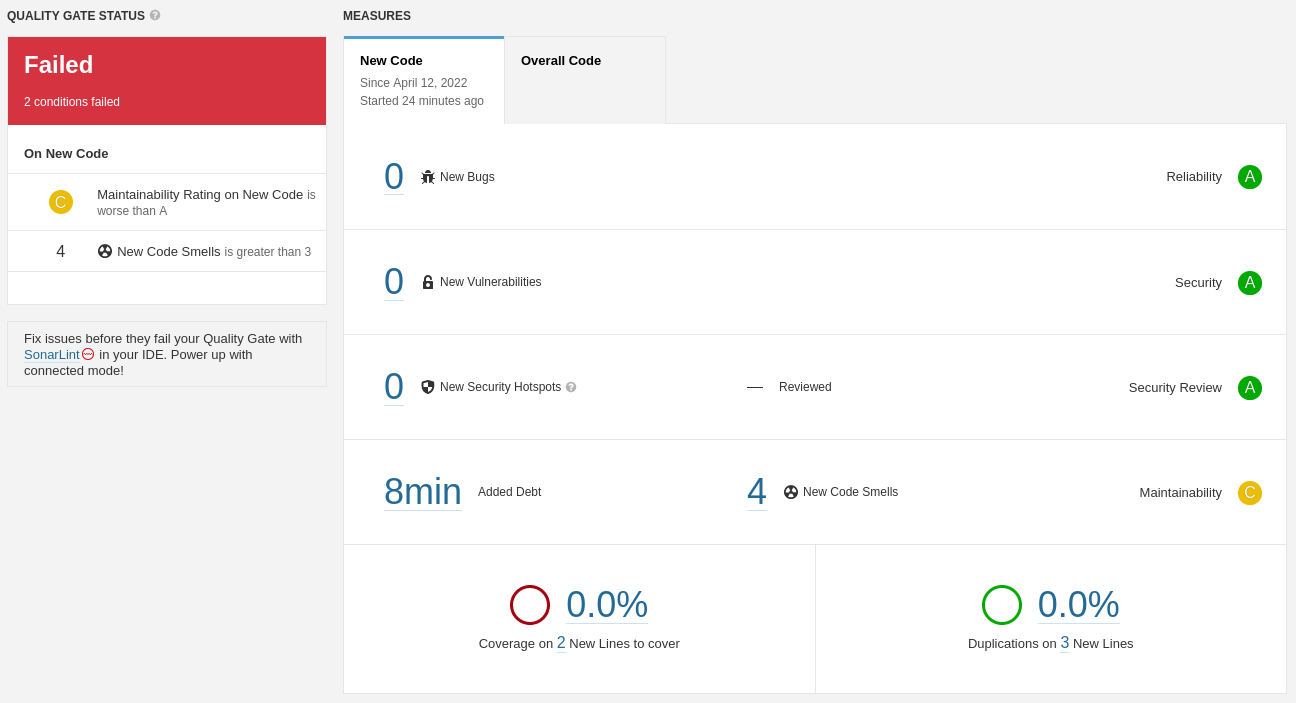 QUALITY GATE STATUS ?
MEASURES
Failed
2 conditions failed
On New Code
C Maintainability Rating on New Code is
worse than A
4 New Code Smells is greater than 3
Fix issues before they fail your Quality Gate with
SonarLint in your IDE. Power up with
connected mode!
New Code
Since April 12, 2022
Started 24 minutes ago
Overall Code
0 New Bugs Reliability A
0 New Vulnerabilities Security A
0 New Security Hotspots ? — Reviewed Security Review A
8min Added Debt 4 New Code Smells Maintainability C
0.0%
Coverage on 2 New Lines to cover
0.0%
Duplications on 3 New Lines